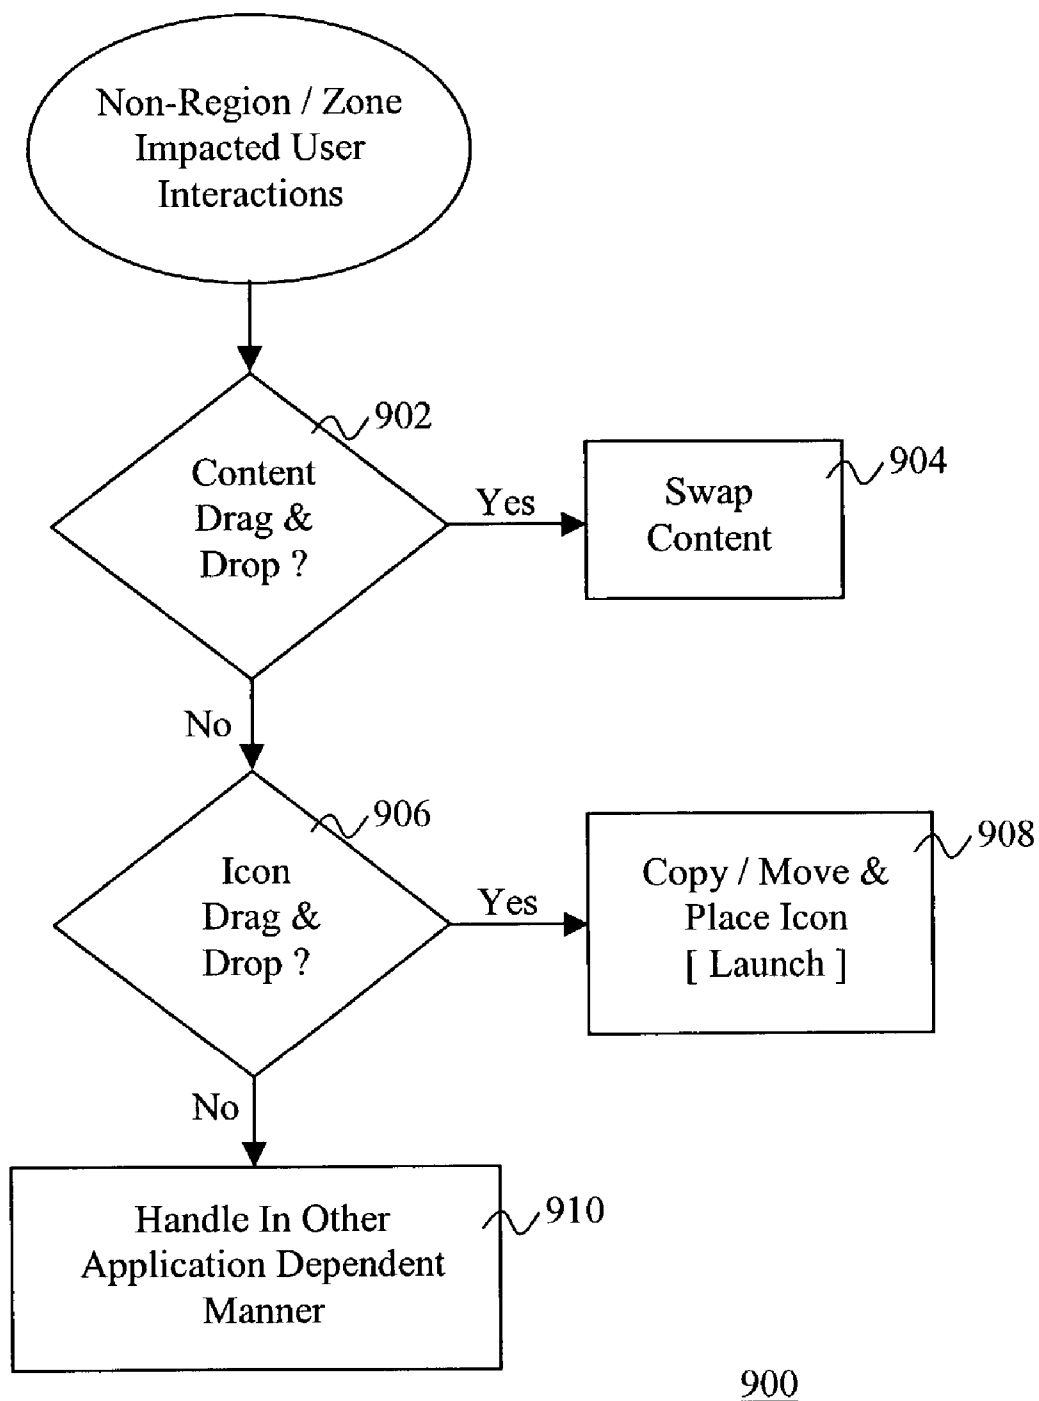 Non-Region / Zone
Impacted User
Interactions
902
Content
Drag &
Drop ?
Yes
904
Swap
Content
No
906
Icon
Drag &
Drop ?
Yes
908
Copy / Move &
Place Icon
[ Launch ]
No
910
Handle In Other
Application Dependent
Manner
900